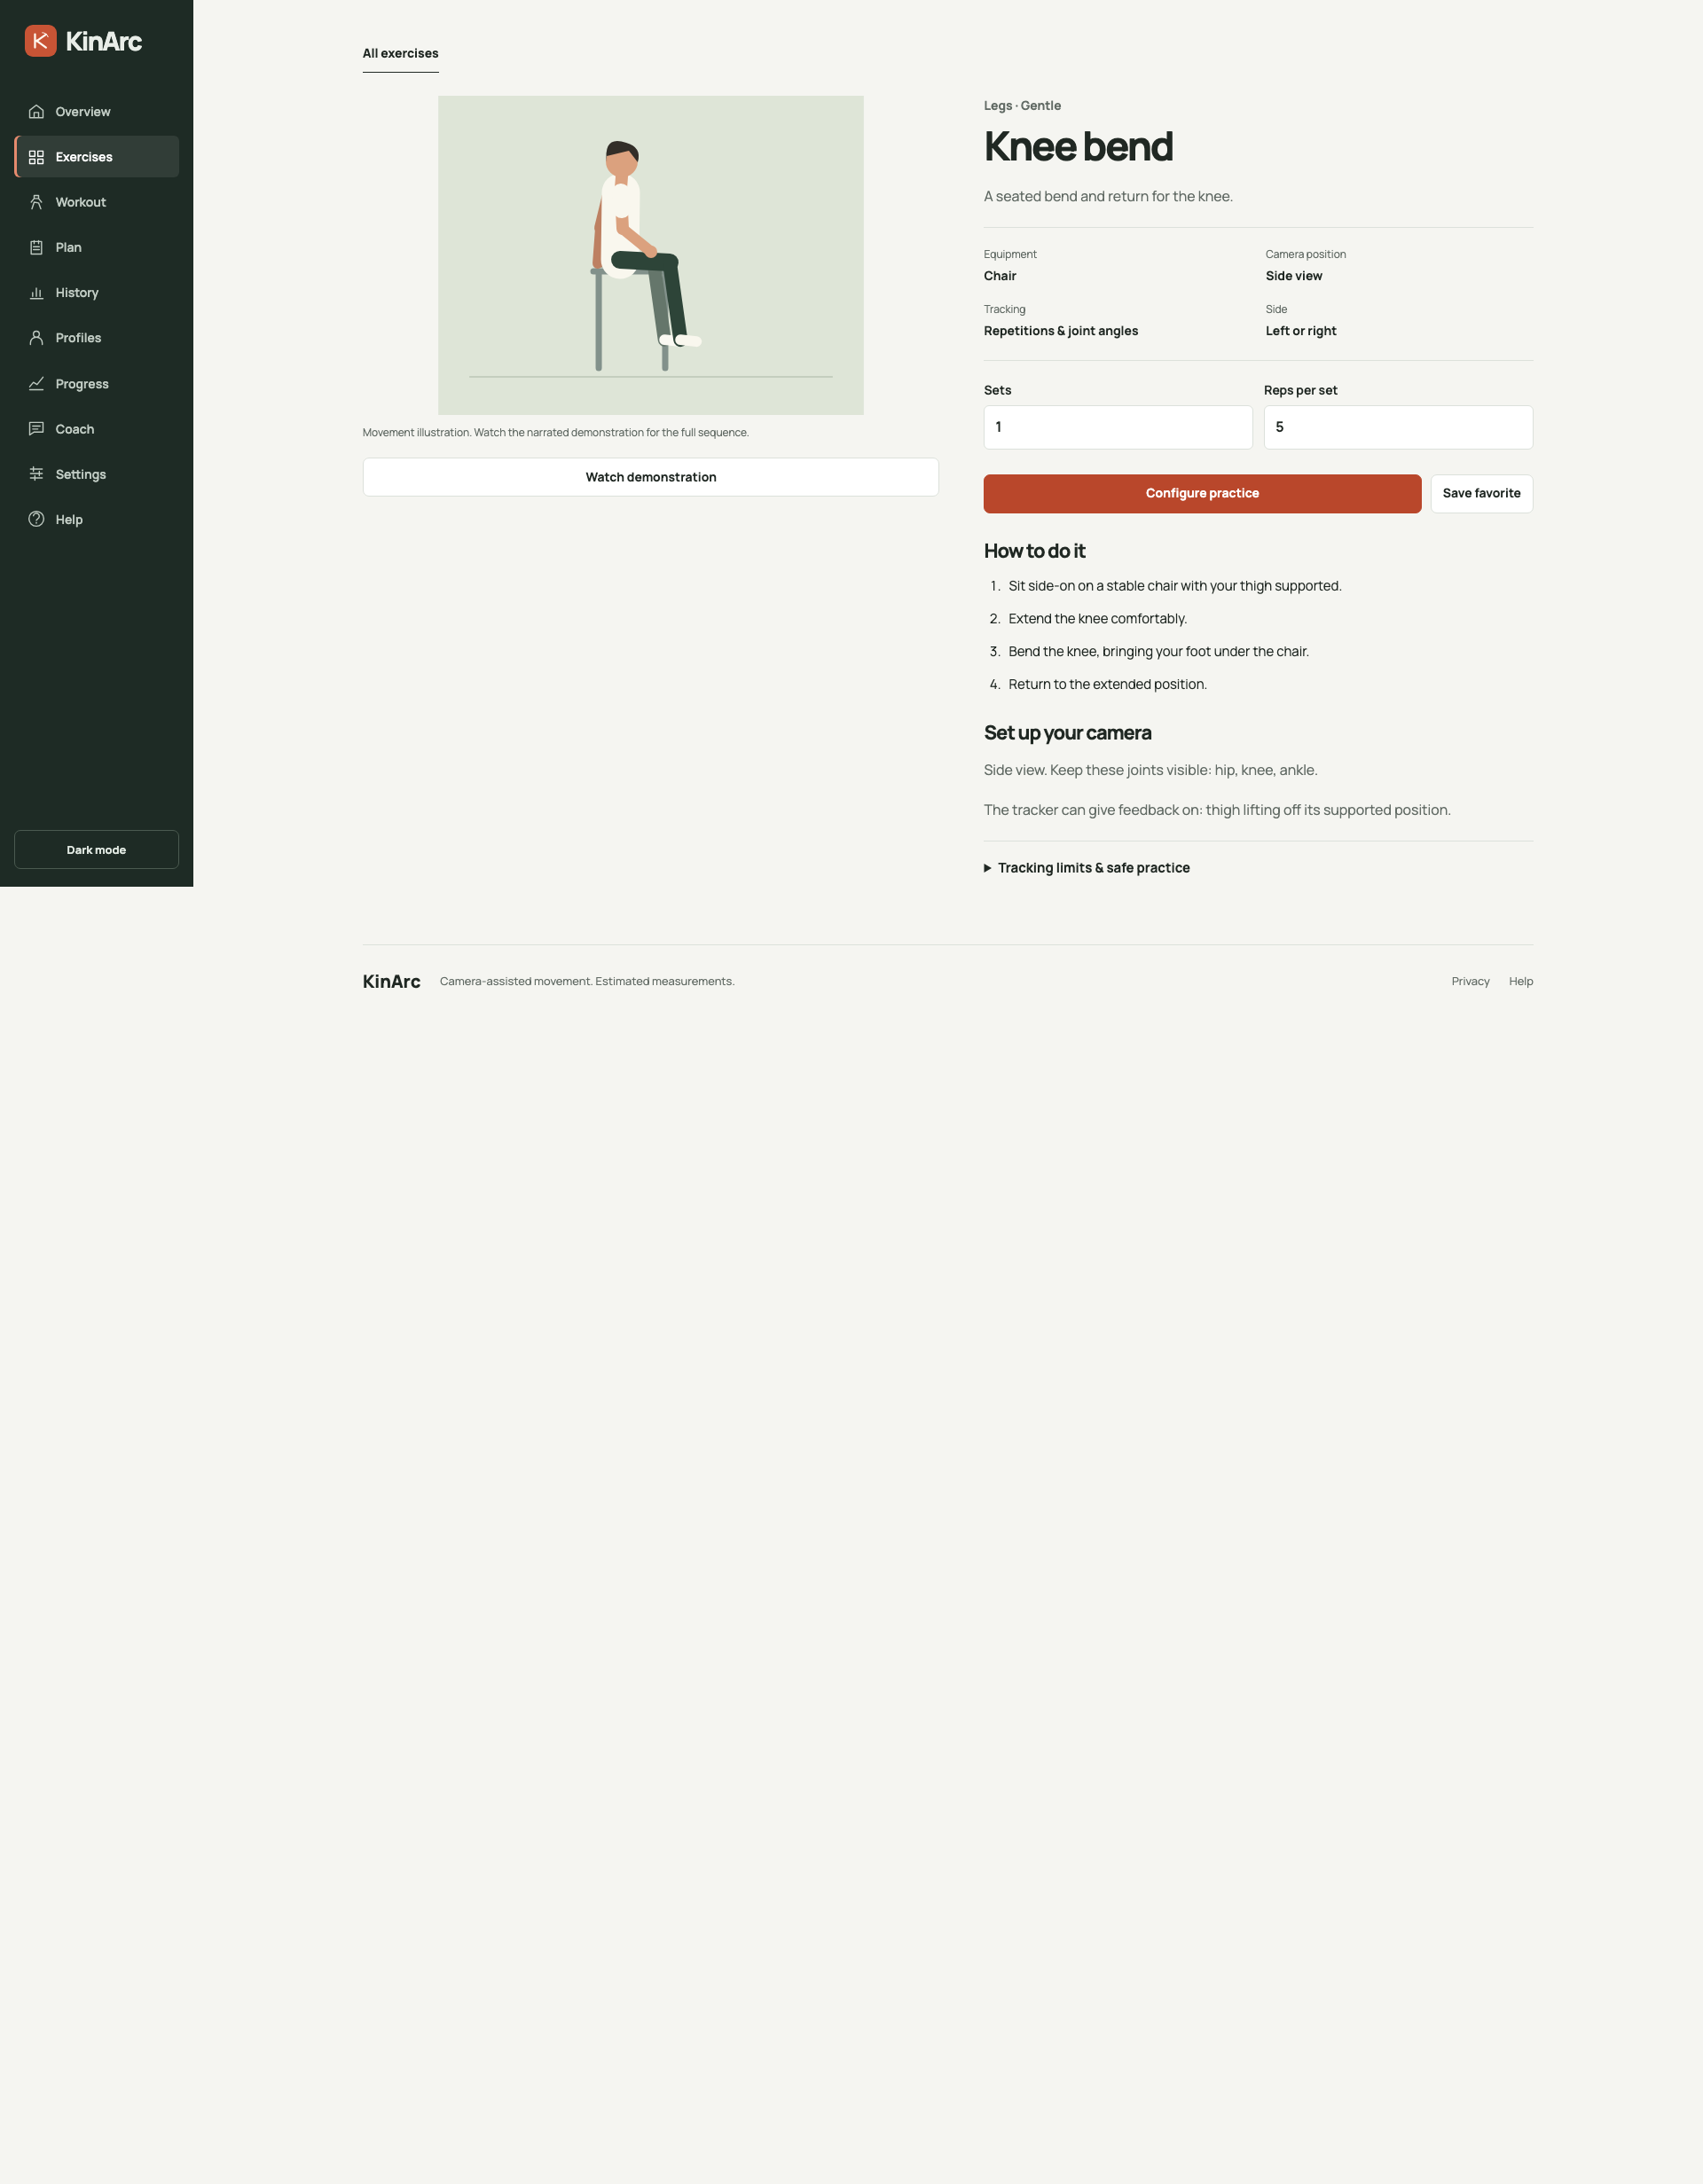 KinArc
Overview
Exercises
Workout
Plan
History
Profiles
Progress
Coach
Settings
Help
Dark mode
All exercises
Movement illustration. Watch the narrated demonstration for the full sequence.
Watch demonstration
Legs · Gentle
Knee bend
A seated bend and return for the knee.
Equipment
Chair
Camera position
Side view
Tracking
Repetitions & joint angles
Side
Left or right
Sets
1
Reps per set
5
Configure practice
Save favorite
How to do it
1. Sit side-on on a stable chair with your thigh supported.
2. Extend the knee comfortably.
3. Bend the knee, bringing your foot under the chair.
4. Return to the extended position.
Set up your camera
Side view. Keep these joints visible: hip, knee, ankle.
The tracker can give feedback on: thigh lifting off its supported position.
Tracking limits & safe practice
KinArc
Camera-assisted movement. Estimated measurements.
Privacy
Help